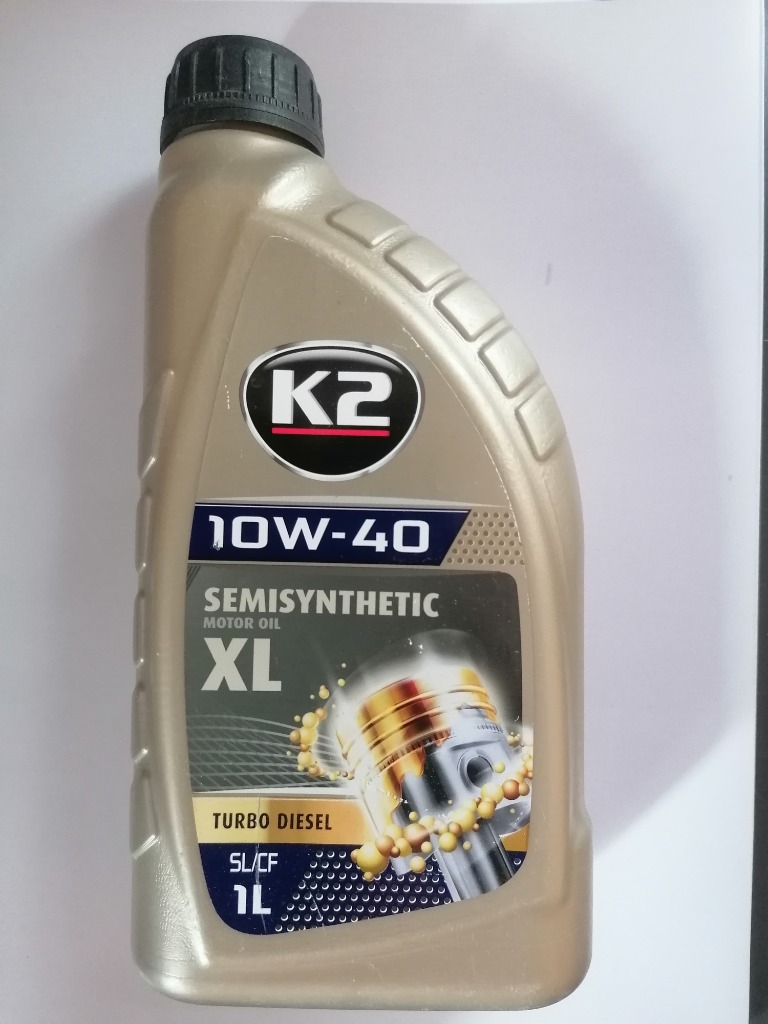 K2
10W-40
SEMISYNTHETIC
MOTOR OIL
XL
TURBO DIESEL
SL/CF
1L